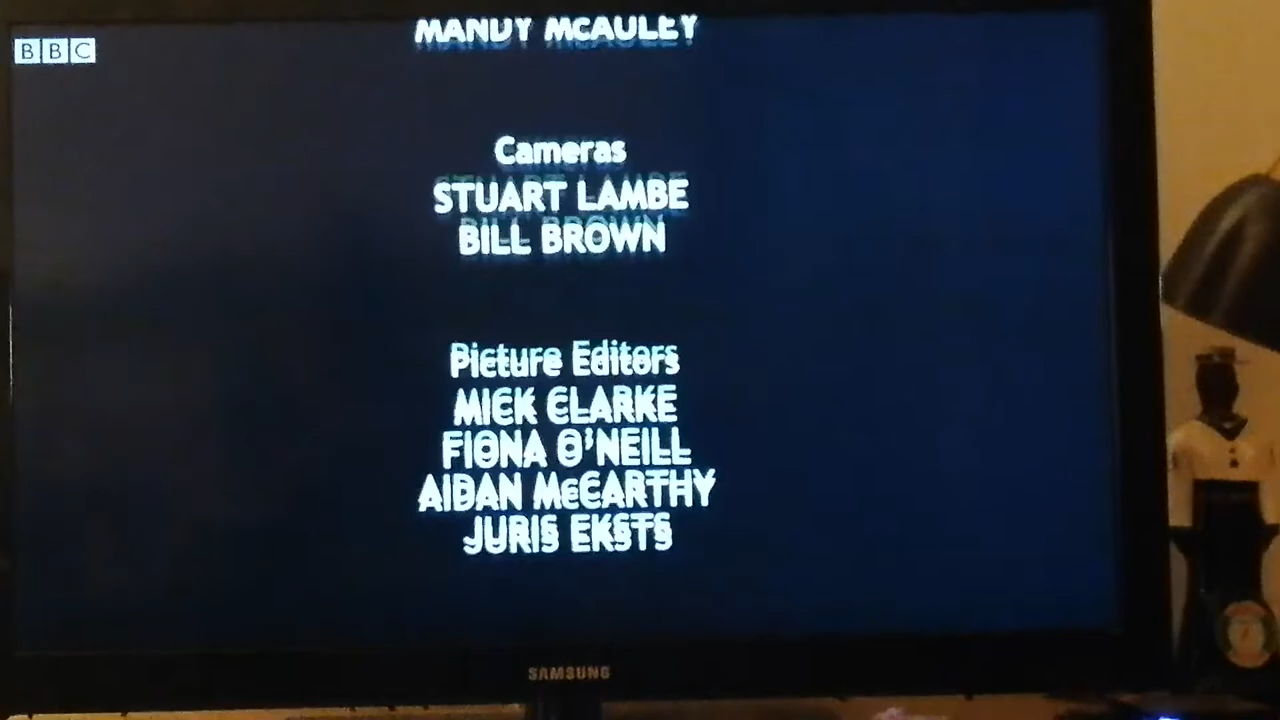 MANDY McAULEY
BBC
Cameras
STUART LAMBE
BILL BROWN
Picture Editors
MICK CLARKE
FIONA O'NEILL
AIDAN McCARTHY
JURIS EKSTS
SAMSUNG